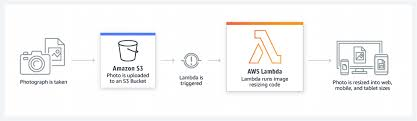 Photograph is taken
Amazon S3
Photo is uploaded
to an S3 Bucket
Lambda is
triggered
AWS Lambda
Lambda runs image
resizing code
Photo is resized into web,
mobile, and tablet sizes